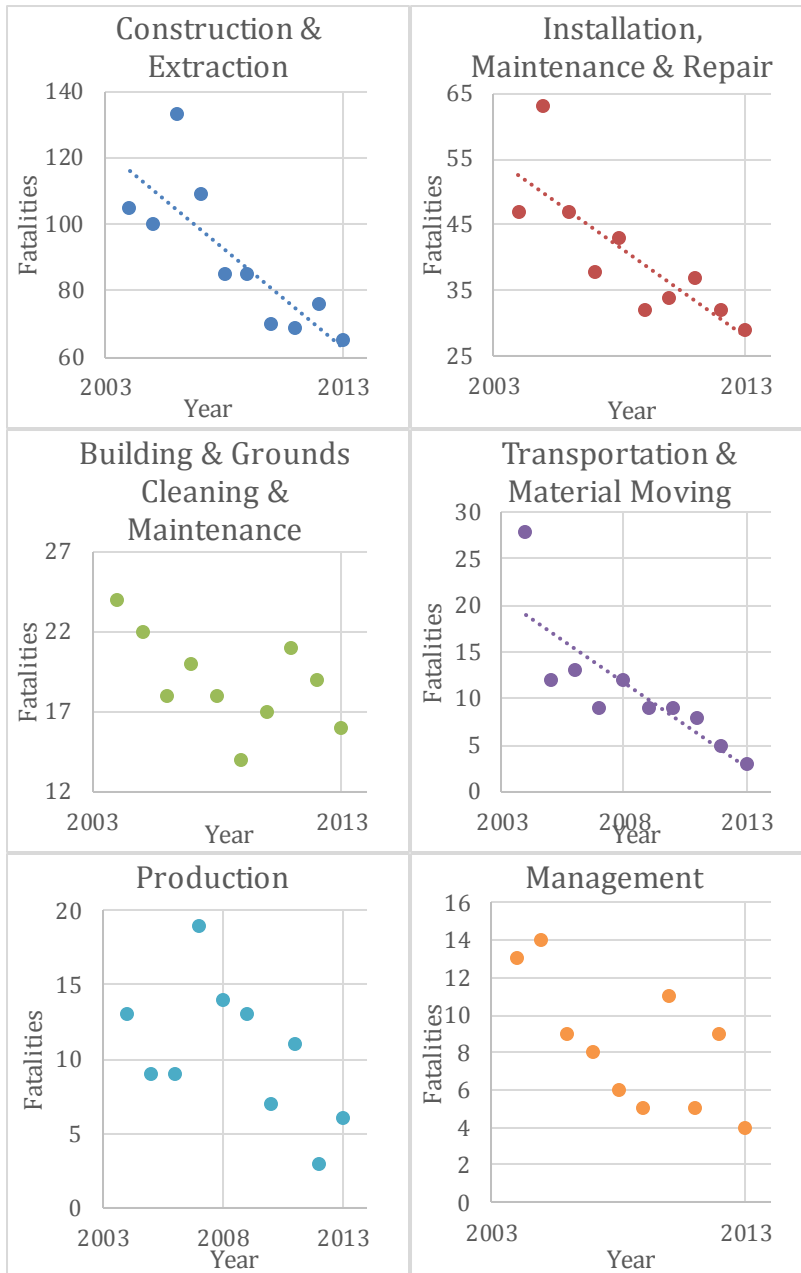 Construction &
Extraction
140
120
100
80
60
Fatalities
2003
2013
Year
Installation,
Maintenance & Repair
65
55
45
35
25
Fatalities
2003
2013
Year
Building & Grounds
Cleaning &
Maintenance
27
22
17
12
Fatalities
2003
2013
Year
Transportation &
Material Moving
30
25
20
15
10
5
0
Fatalities
2003
2008
2013
Year
Production
20
15
10
5
0
Fatalities
2003
2008
2013
Year
Management
16
14
12
10
8
6
4
2
0
Fatalities
2003
2013
Year